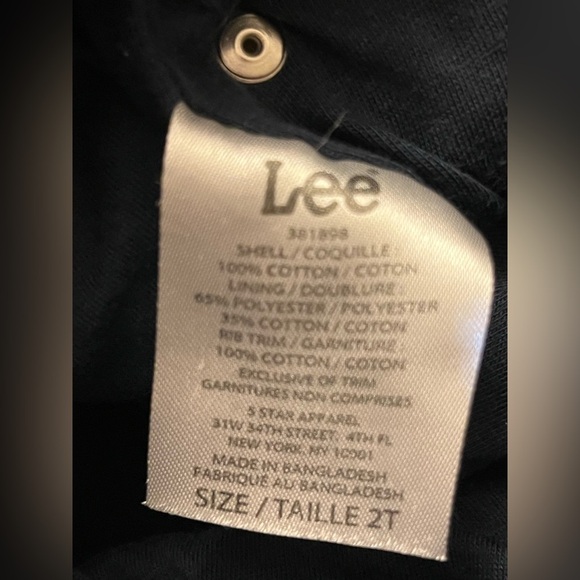 Lee
381898
SHELL / COQUILLE
100% COTTON / COTON
LINING / DOUBLURE
65% POLYESTER / POLYESTER
35% COTTON / COTON
RIB TRIM / GARNITURE
100% COTTON / COTON
EXCLUSIVE OF TRIM
GARNITURES NON COMPRISES
5 STAR APPAREL
31W 34TH STREET, 4TH FL
NEW YORK, NY 10001
MADE IN BANGLADESH
FABRIQUÉ AU BANGLADESH
SIZE / TAILLE 2T